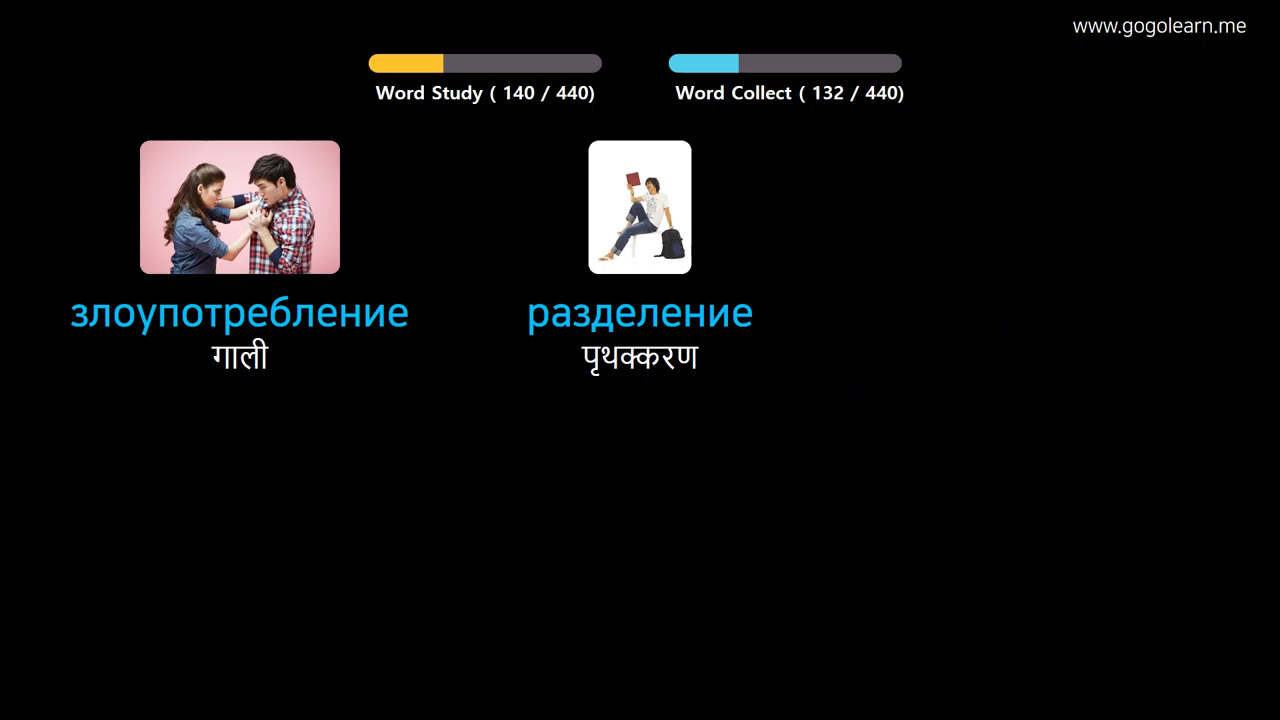 www.gogolearn.me
Word Study ( 140 / 440)
Word Collect ( 132 / 440)
злоупотребление
разделение
गाली
पृथक्करण